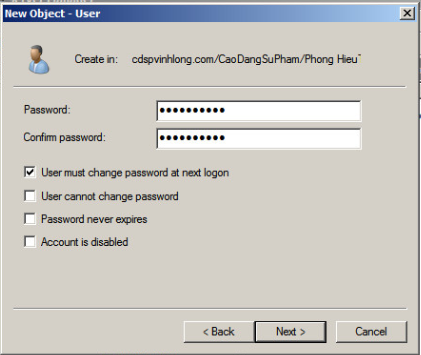 New Object - User
Create in: cdspvinhlong.com/CaoDangSuPham/Phong Hieu
Password:
●●●●●●●●●●
Confirm password:
●●●●●●●●●●
User must change password at next logon
User cannot change password
Password never expires
Account is disabled
< Back Next > Cancel